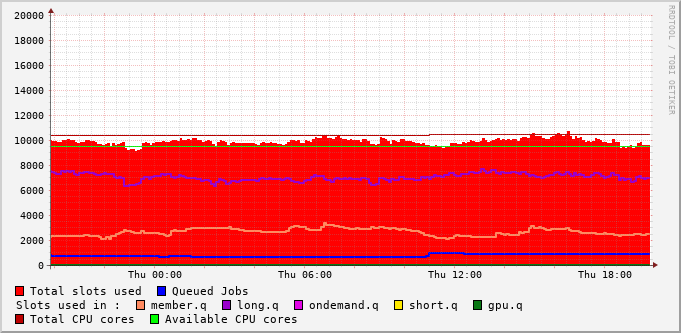 20000
18000
16000
14000
12000
10000
8000
6000
4000
2000
0
Thu 00:00 Thu 06:00 Thu 12:00 Thu 18:00
RRDTOOL / TOBI OETIKER
Total slots used Queued Jobs
Slots used in : member.q long.q ondemand.q short.q gpu.q
Total CPU cores Available CPU cores